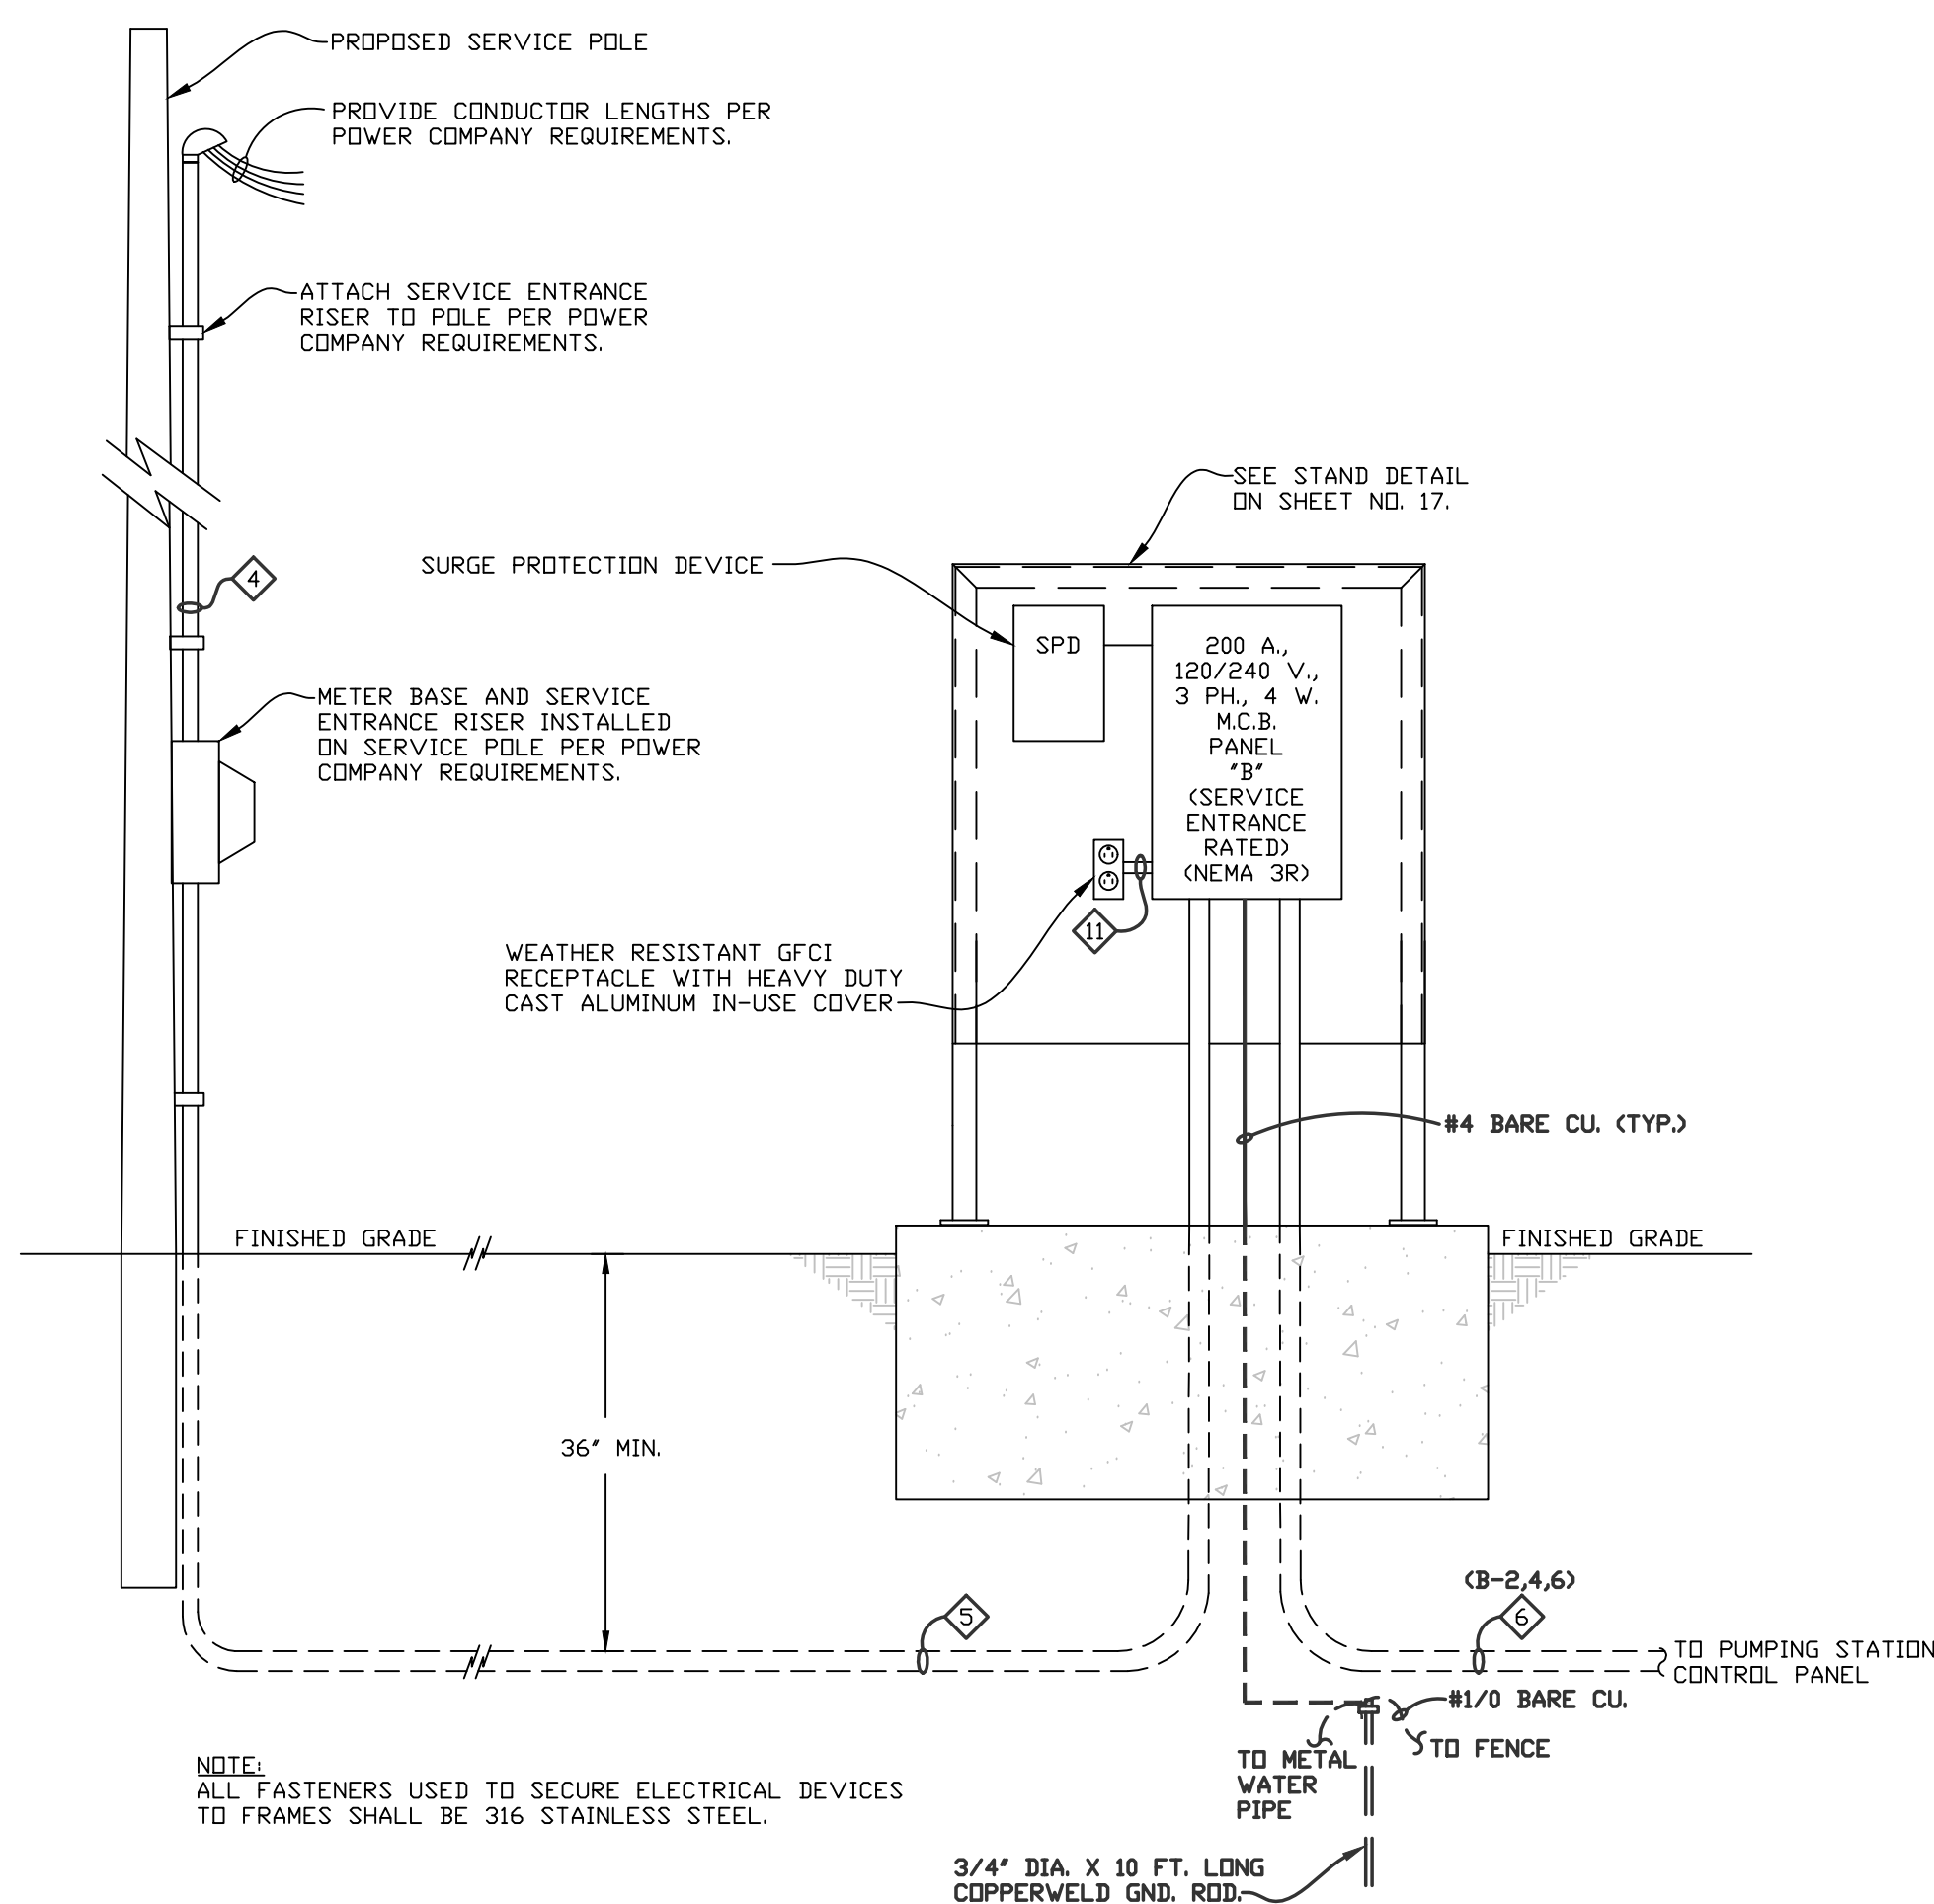 PROPOSED SERVICE POLE
PROVIDE CONDUCTOR LENGTHS PER
POWER COMPANY REQUIREMENTS.
ATTACH SERVICE ENTRANCE
RISER TO POLE PER POWER
COMPANY REQUIREMENTS.
SEE STAND DETAIL
ON SHEET NO. 17.
SURGE PROTECTION DEVICE
4
SPD
200 A.,
120/240 V.,
3 PH., 4 W.
M.C.B.
PANEL
"B"
(SERVICE
ENTRANCE
RATED)
(NEMA 3R)
METER BASE AND SERVICE
ENTRANCE RISER INSTALLED
ON SERVICE POLE PER POWER
COMPANY REQUIREMENTS.
11
WEATHER RESISTANT GFCI
RECEPTACLE WITH HEAVY DUTY
CAST ALUMINUM IN-USE COVER
#4 BARE CU. (TYP.)
FINISHED GRADE
FINISHED GRADE
36" MIN.
(B-2,4,6)
5
6
TO PUMPING STATION
CONTROL PANEL
#1/0 BARE CU.
TO FENCE
TO METAL
WATER
PIPE
NOTE:
ALL FASTENERS USED TO SECURE ELECTRICAL DEVICES
TO FRAMES SHALL BE 316 STAINLESS STEEL.
3/4" DIA. X 10 FT. LONG
COPPERWELD GND. ROD.